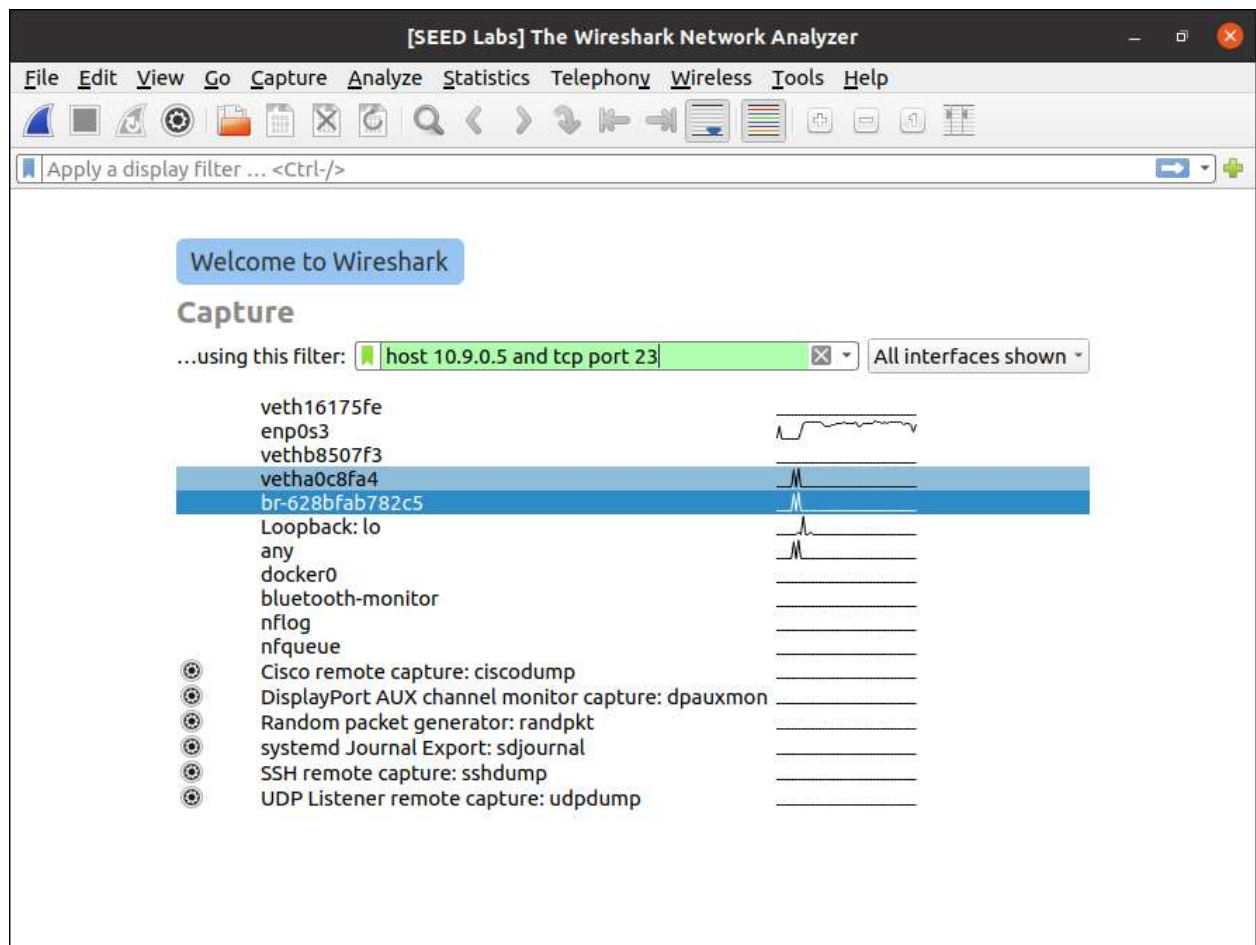 [SEED Labs] The Wireshark Network Analyzer
File Edit View Go Capture Analyze Statistics Telephony Wireless Tools Help
Apply a display filter ... <Ctrl-/>
Welcome to Wireshark
Capture
...using this filter: host 10.9.0.5 and tcp port 23 All interfaces shown
veth16175fe
enp0s3
vethb8507f3
vetha0c8fa4
br-628bfab782c5
Loopback: lo
any
docker0
bluetooth-monitor
nflog
nfqueue
Cisco remote capture: ciscodump
DisplayPort AUX channel monitor capture: dpauxmon
Random packet generator: randpkt
systemd Journal Export: sdjournal
SSH remote capture: sshdump
UDP Listener remote capture: udpdump